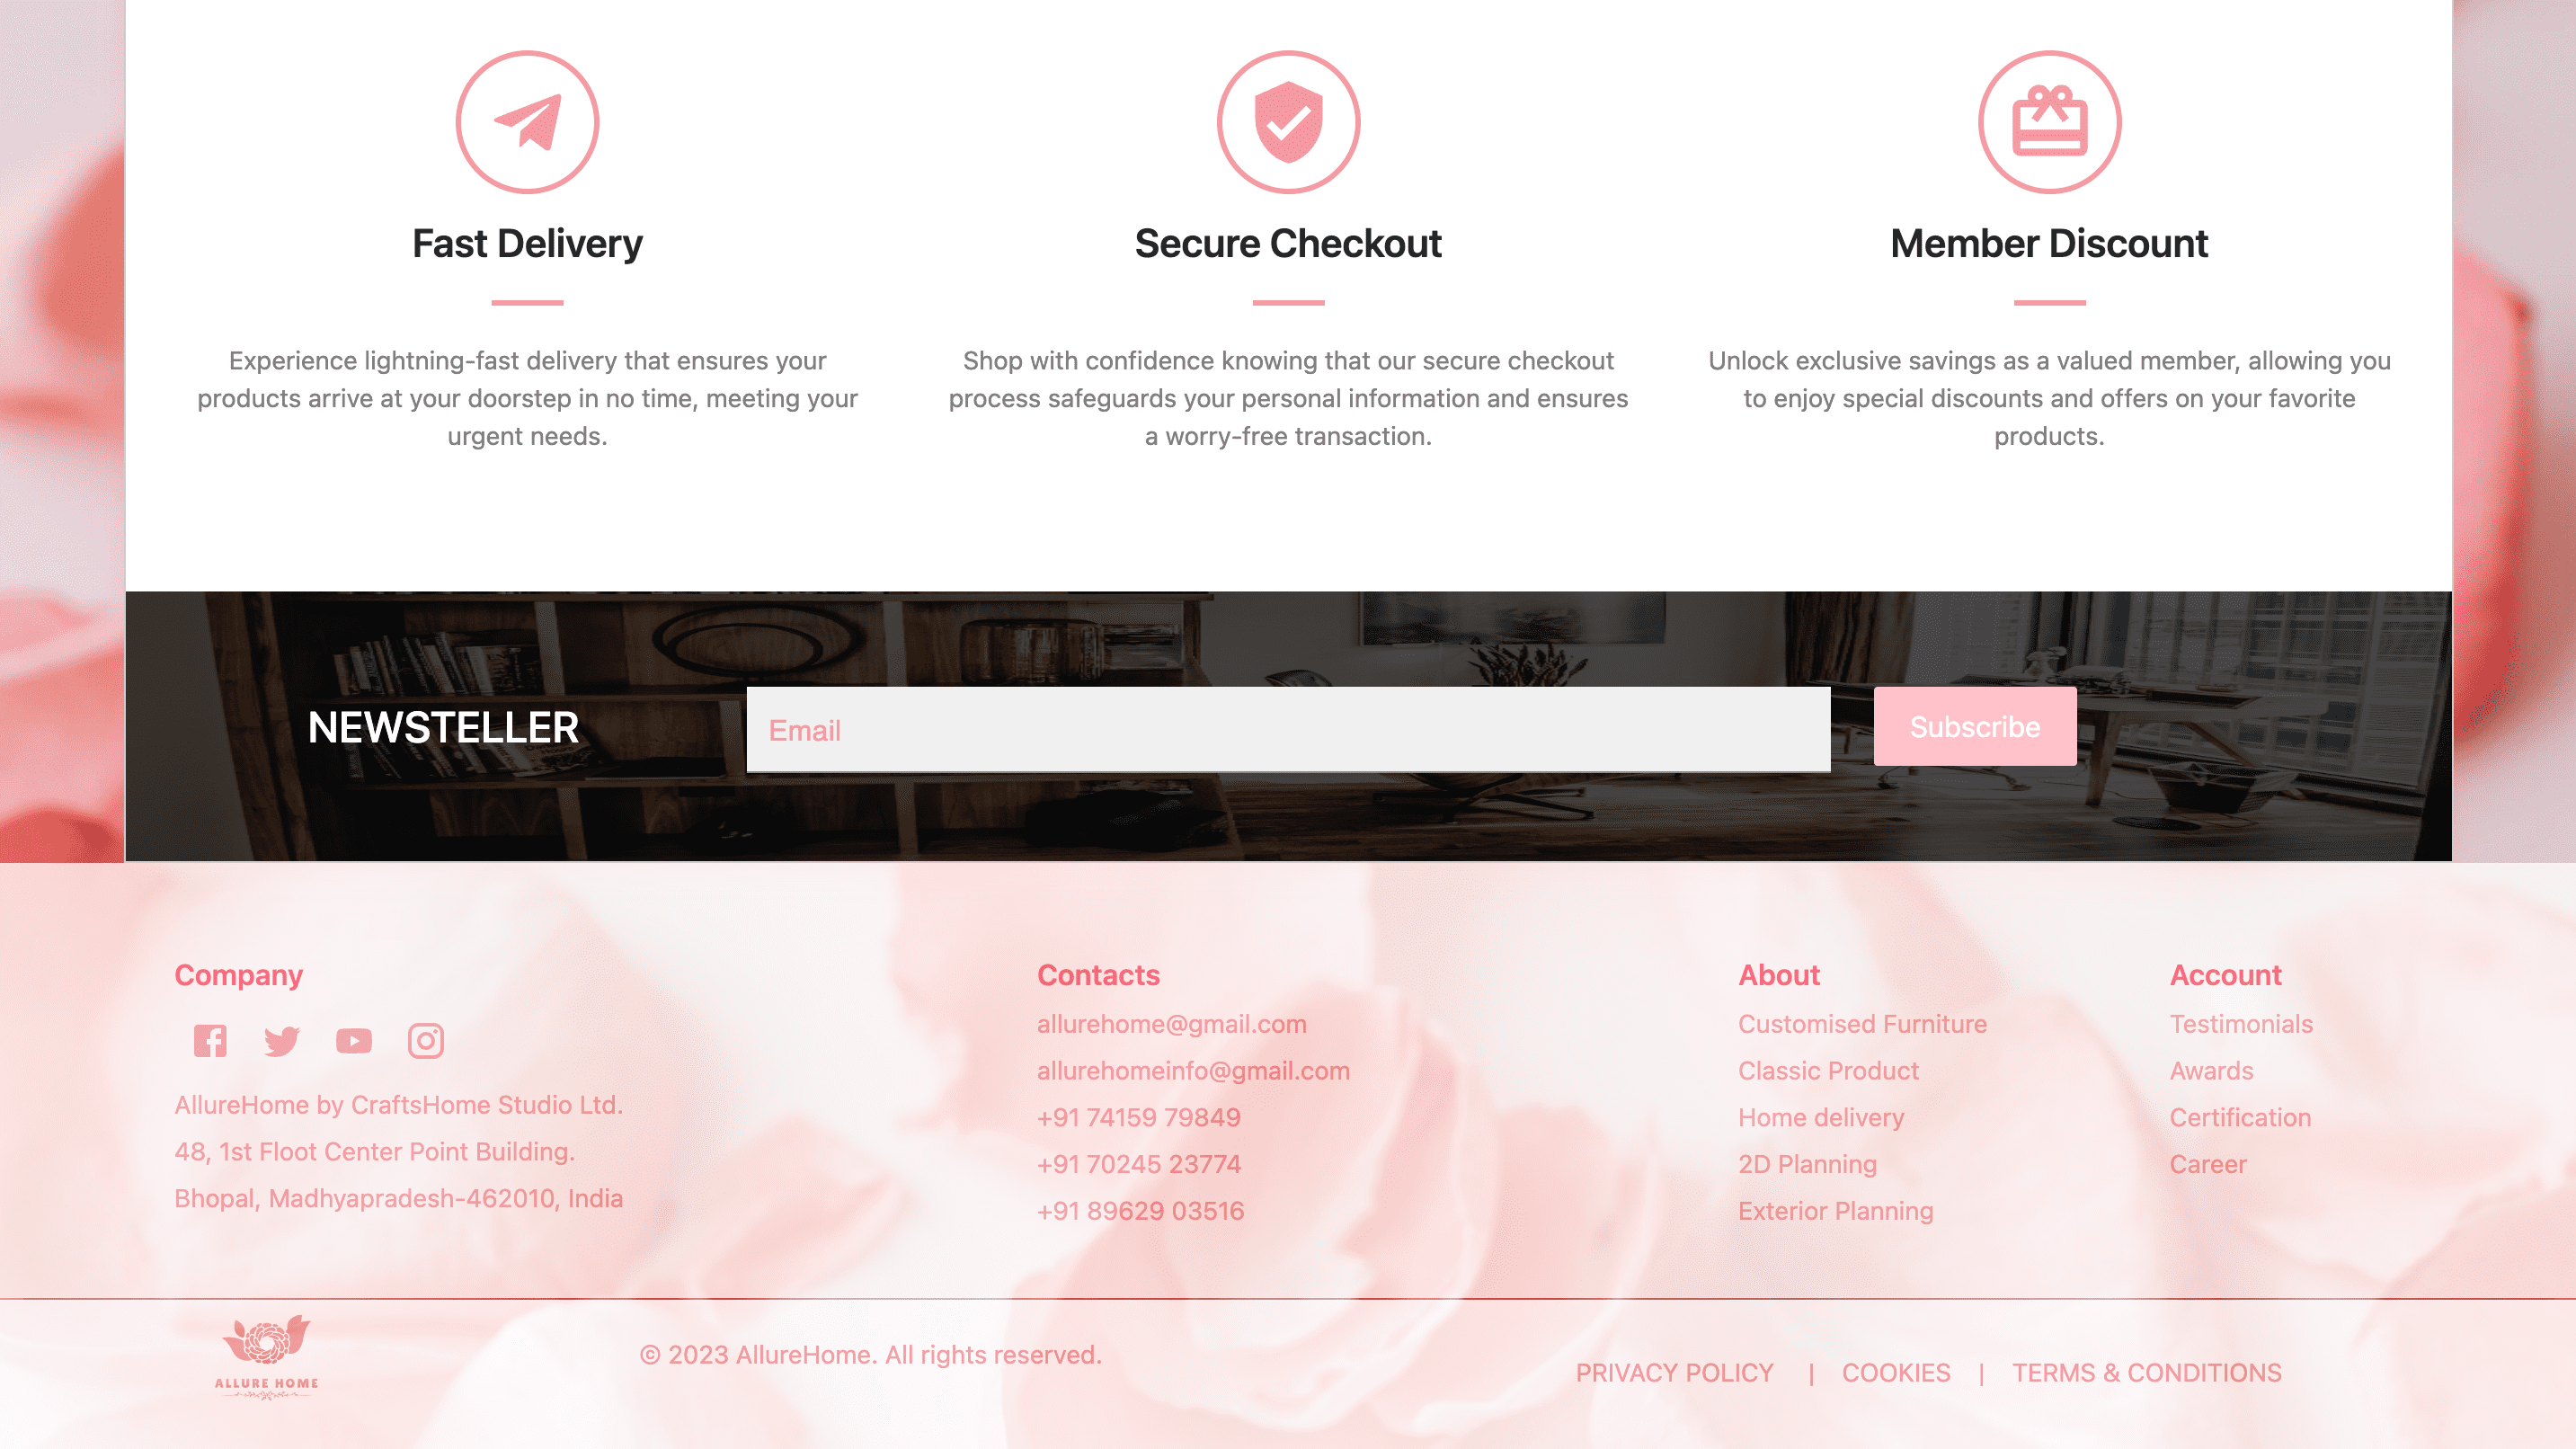 Fast Delivery
Experience lightning-fast delivery that ensures your
products arrive at your doorstep in no time, meeting your
urgent needs.
Secure Checkout
Shop with confidence knowing that our secure checkout
process safeguards your personal information and ensures
a worry-free transaction.
Member Discount
Unlock exclusive savings as a valued member, allowing you
to enjoy special discounts and offers on your favorite
products.
NEWSTELLER
Email
Subscribe
Company
AllureHome by CraftsHome Studio Ltd.
48, 1st Floot Center Point Building.
Bhopal, Madhyapradesh-462010, India
Contacts
allurehome@gmail.com
allurehomeinfo@gmail.com
+91 74159 79849
+91 70245 23774
+91 89629 03516
About
Customised Furniture
Classic Product
Home delivery
2D Planning
Exterior Planning
Account
Testimonials
Awards
Certification
Career
ALLURE HOME
© 2023 AllureHome. All rights reserved.
PRIVACY POLICY | COOKIES | TERMS & CONDITIONS